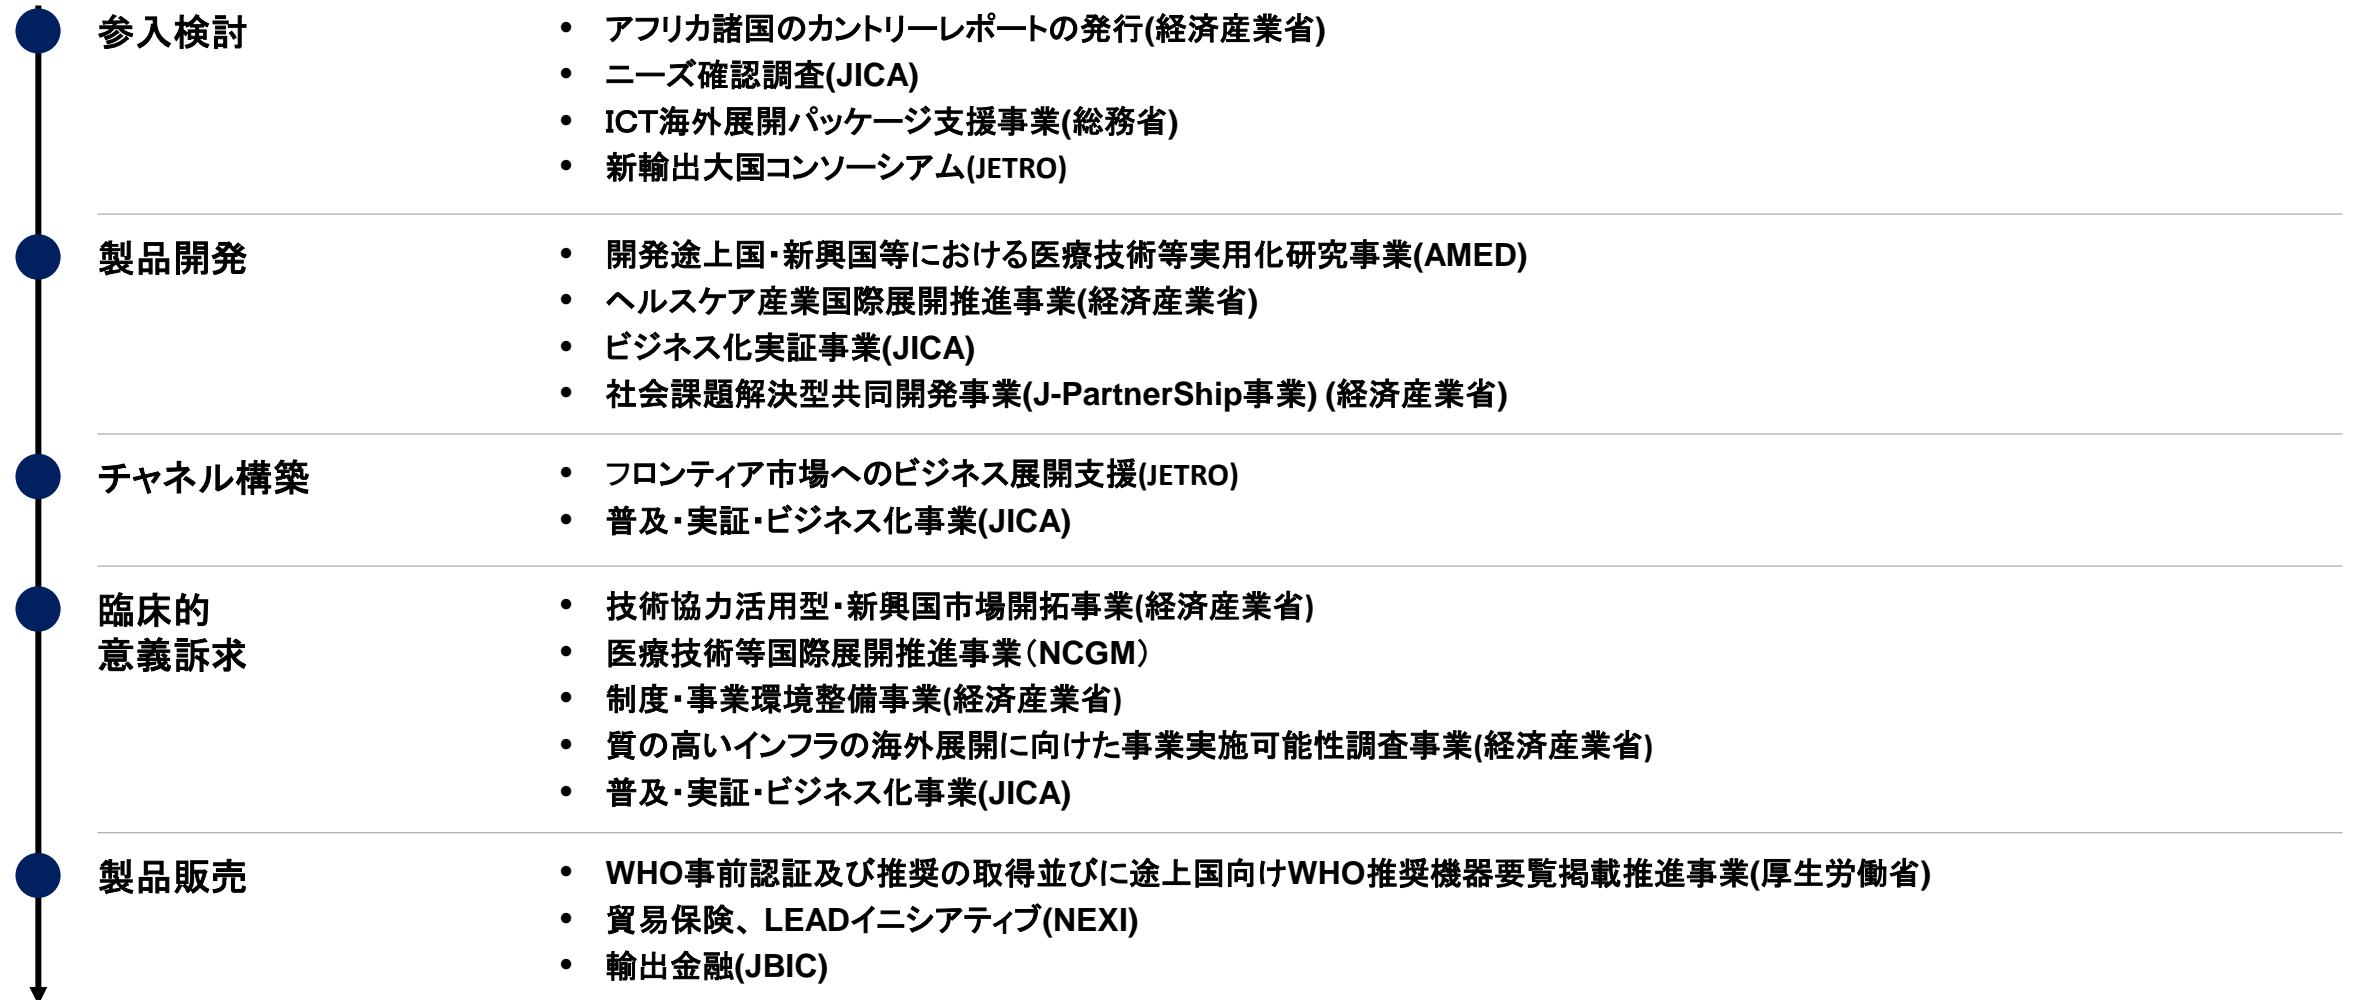 参入検討
• アフリカ諸国のカントリーレポートの発行(経済産業省)
• ニーズ確認調査(JICA)
• ICT海外展開パッケージ支援事業(総務省)
• 新輸出大国コンソーシアム(JETRO)
製品開発
• 開発途上国・新興国等における医療技術等実用化研究事業(AMED)
• ヘルスケア産業国際展開推進事業(経済産業省)
• ビジネス化実証事業(JICA)
• 社会課題解決型共同開発事業(J-PartnerShip事業) (経済産業省)
チャネル構築
• フロンティア市場へのビジネス展開支援(JETRO)
• 普及・実証・ビジネス化事業(JICA)
臨床的
意義訴求
• 技術協力活用型・新興国市場開拓事業(経済産業省)
• 医療技術等国際展開推進事業（NCGM）
• 制度・事業環境整備事業(経済産業省)
• 質の高いインフラの海外展開に向けた事業実施可能性調査事業(経済産業省)
• 普及・実証・ビジネス化事業(JICA)
製品販売
• WHO事前認証及び推奨の取得並びに途上国向けWHO推奨機器要覧掲載推進事業(厚生労働省)
• 貿易保険、LEADイニシアティブ(NEXI)
• 輸出金融(JBIC)